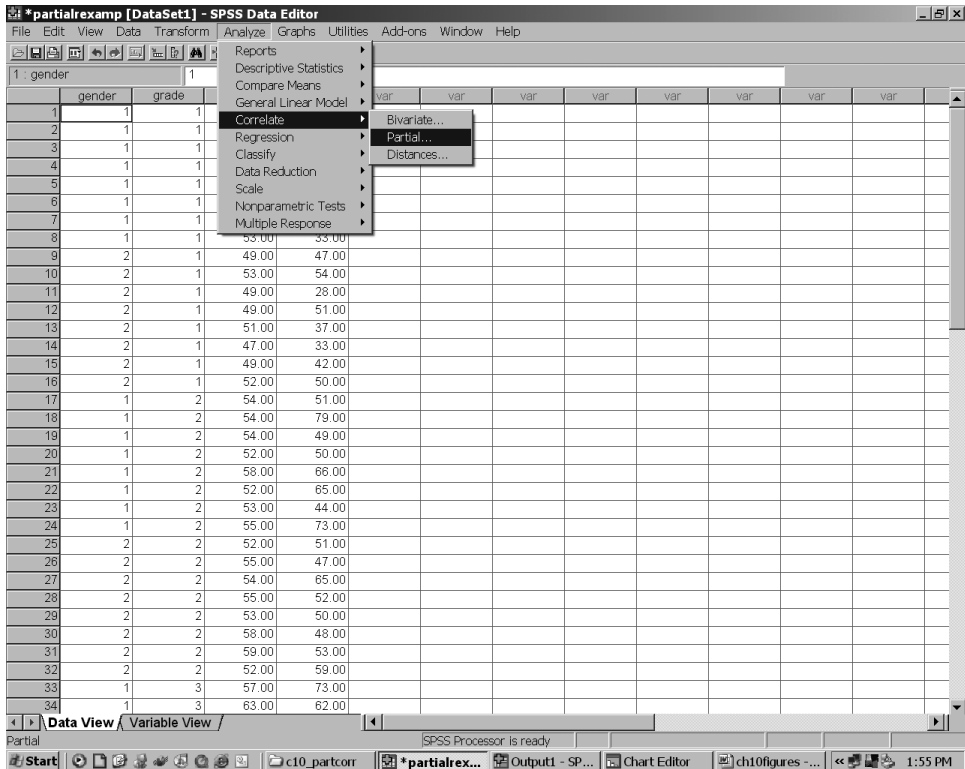 *partialrexamp [DataSet1] - SPSS Data Editor
File Edit View Data Transform Analyze Graphs Utilities Add-ons Window Help
1 : gender 1
gender grade var var var var var var var var
Reports
Descriptive Statistics
Compare Means
General Linear Model
Correlate
Regression
Classify
Data Reduction
Scale
Nonparametric Tests
Multiple Response
Bivariate...
Partial...
Distances...
1 1 1
2 1 1
3 1 1
4 1 1
5 1 1
6 1 1
7 1 1
8 1 1 53.00 33.00
9 2 1 49.00 47.00
10 2 1 53.00 54.00
11 2 1 49.00 28.00
12 2 1 49.00 51.00
13 2 1 51.00 37.00
14 2 1 47.00 33.00
15 2 1 49.00 42.00
16 2 1 52.00 50.00
17 1 2 54.00 51.00
18 1 2 54.00 79.00
19 1 2 54.00 49.00
20 1 2 52.00 50.00
21 1 2 58.00 66.00
22 1 2 52.00 65.00
23 1 2 53.00 44.00
24 1 2 55.00 73.00
25 2 2 52.00 51.00
26 2 2 55.00 47.00
27 2 2 54.00 65.00
28 2 2 55.00 52.00
29 2 2 53.00 50.00
30 2 2 58.00 48.00
31 2 2 59.00 53.00
32 2 2 52.00 59.00
33 1 3 57.00 73.00
34 1 3 63.00 62.00
Data View Variable View
Partial SPSS Processor is ready
Start c10_partcorr *partialrex... Output1 - SP... Chart Editor ch10figures -... 1:55 PM